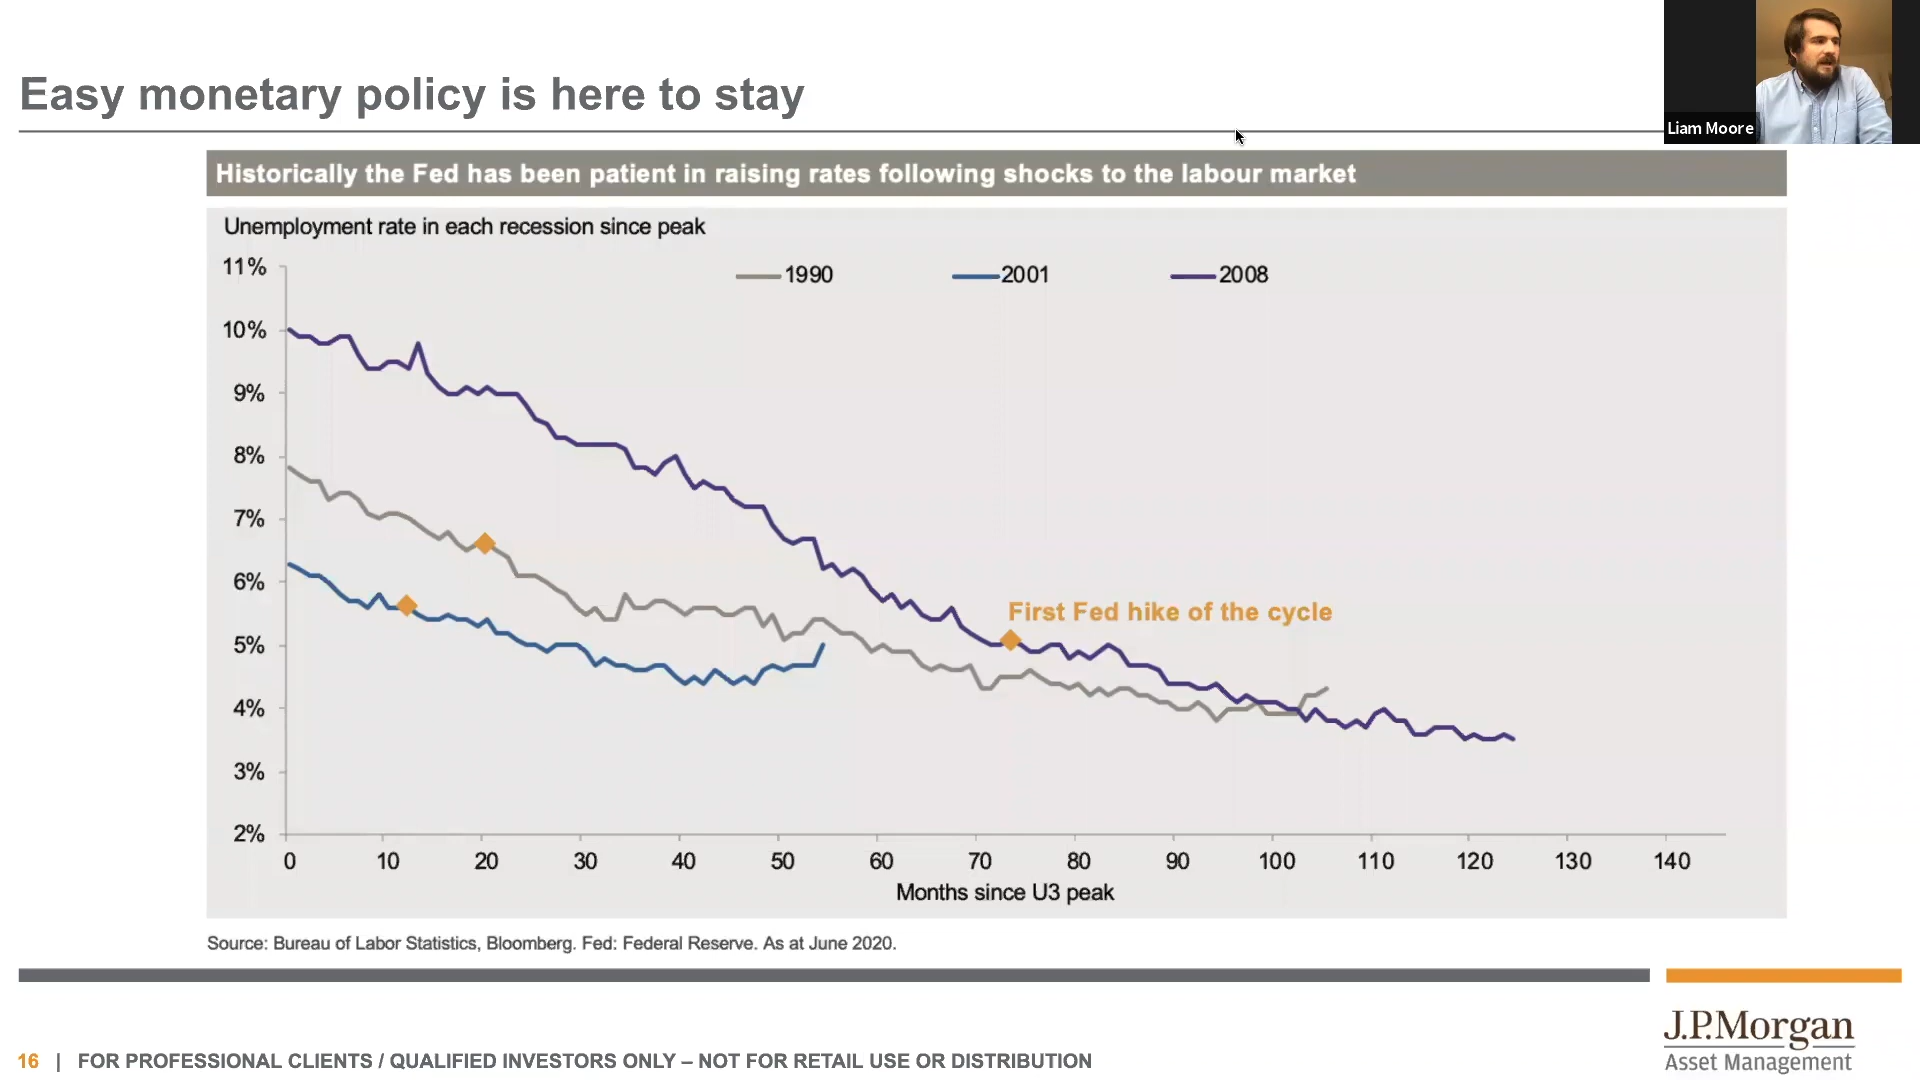 Easy monetary policy is here to stay
Liam Moore
Historically the Fed has been patient in raising rates following shocks to the labour market
Unemployment rate in each recession since peak
1990 2001 2008
11%
10%
9%
8%
7%
6%
5%
4%
3%
2%
First Fed hike of the cycle
0 10 20 30 40 50 60 70 80 90 100 110 120 130 140
Months since U3 peak
Source: Bureau of Labor Statistics, Bloomberg. Fed: Federal Reserve. As at June 2020.
J.P.Morgan
Asset Management
16 | FOR PROFESSIONAL CLIENTS / QUALIFIED INVESTORS ONLY – NOT FOR RETAIL USE OR DISTRIBUTION